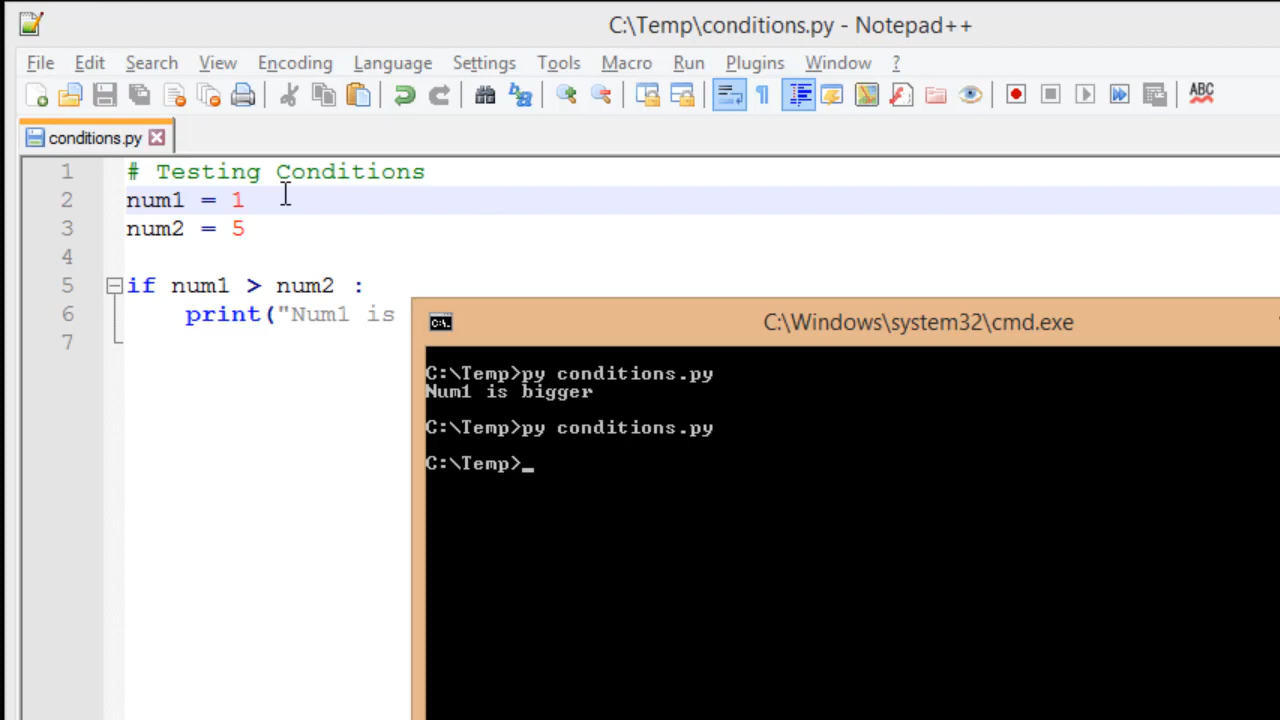 C:\Temp\conditions.py - Notepad++
File Edit Search View Encoding Language Settings Tools Macro Run Plugins Window ?
ABC
conditions.py
1 # Testing Conditions
2 num1 = 1
3 num2 = 5
4
5 if num1 > num2 :
6 print("Num1 is
7
C:\Windows\system32\cmd.exe
C:\Temp>py conditions.py
Num1 is bigger
C:\Temp>py conditions.py
C:\Temp>_